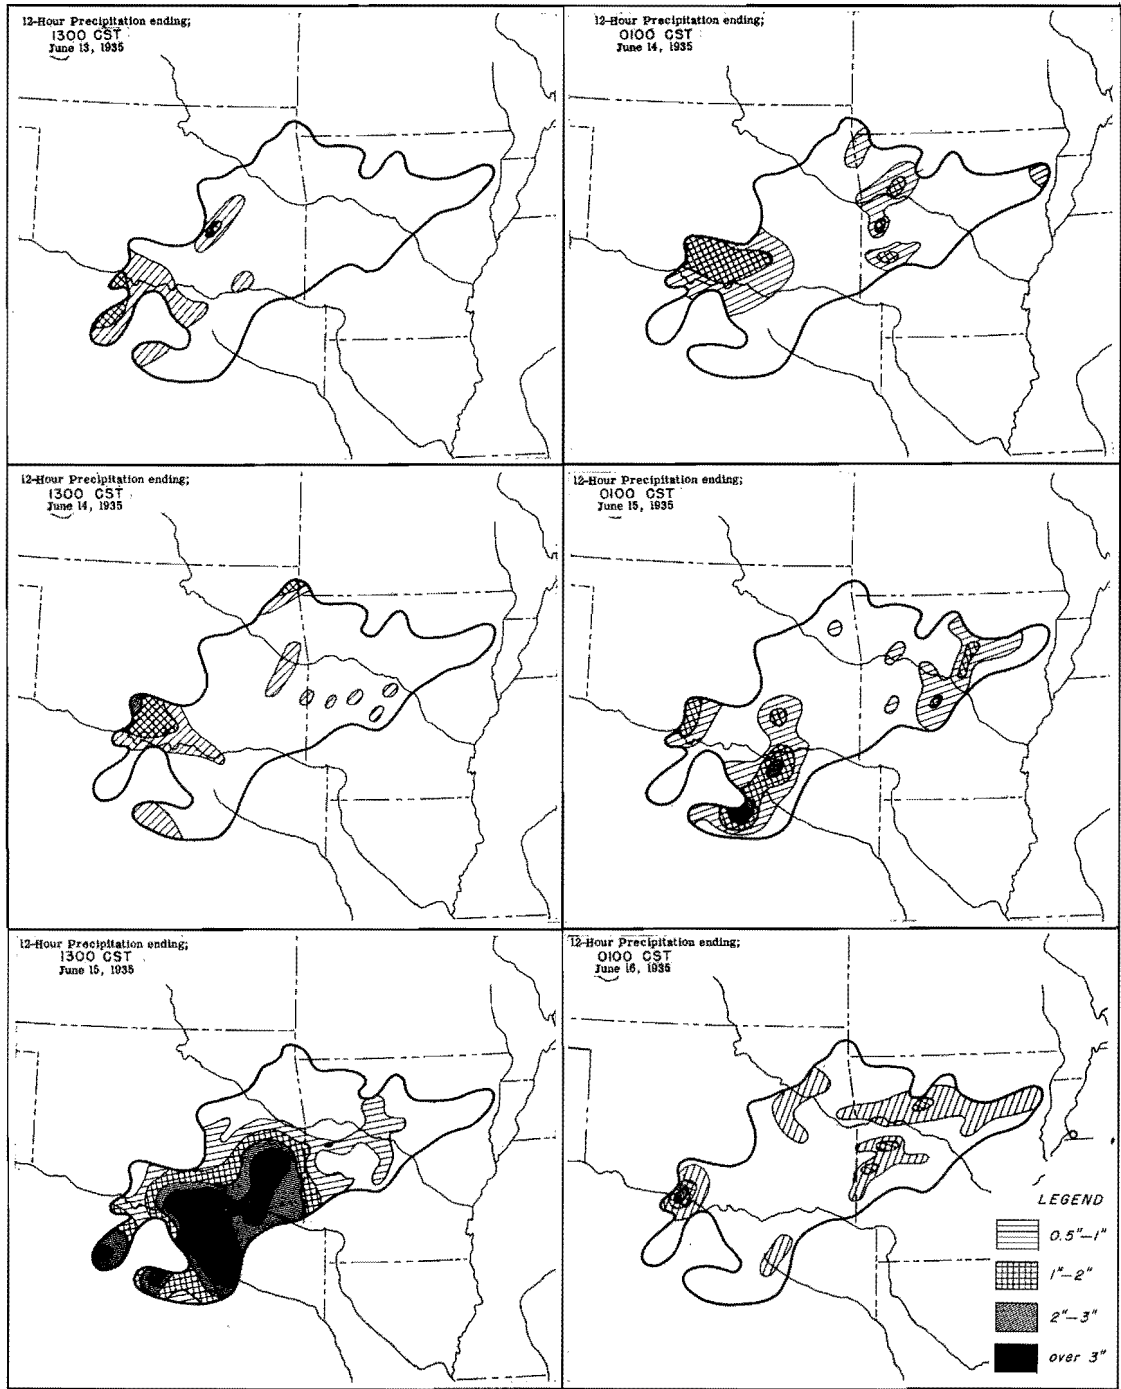 12-Hour Precipitation ending;
1300 CST
June 13, 1935
12-Hour Precipitation ending;
0100 CST
June 14, 1935
12-Hour Precipitation ending;
1300 CST
June 14, 1935
12-Hour Precipitation ending;
0100 CST
June 15, 1935
12-Hour Precipitation ending;
1300 CST
June 15, 1935
12-Hour Precipitation ending;
0100 CST
June 16, 1935
LEGEND
0.5"–1"
1"–2"
2"–3"
over 3"